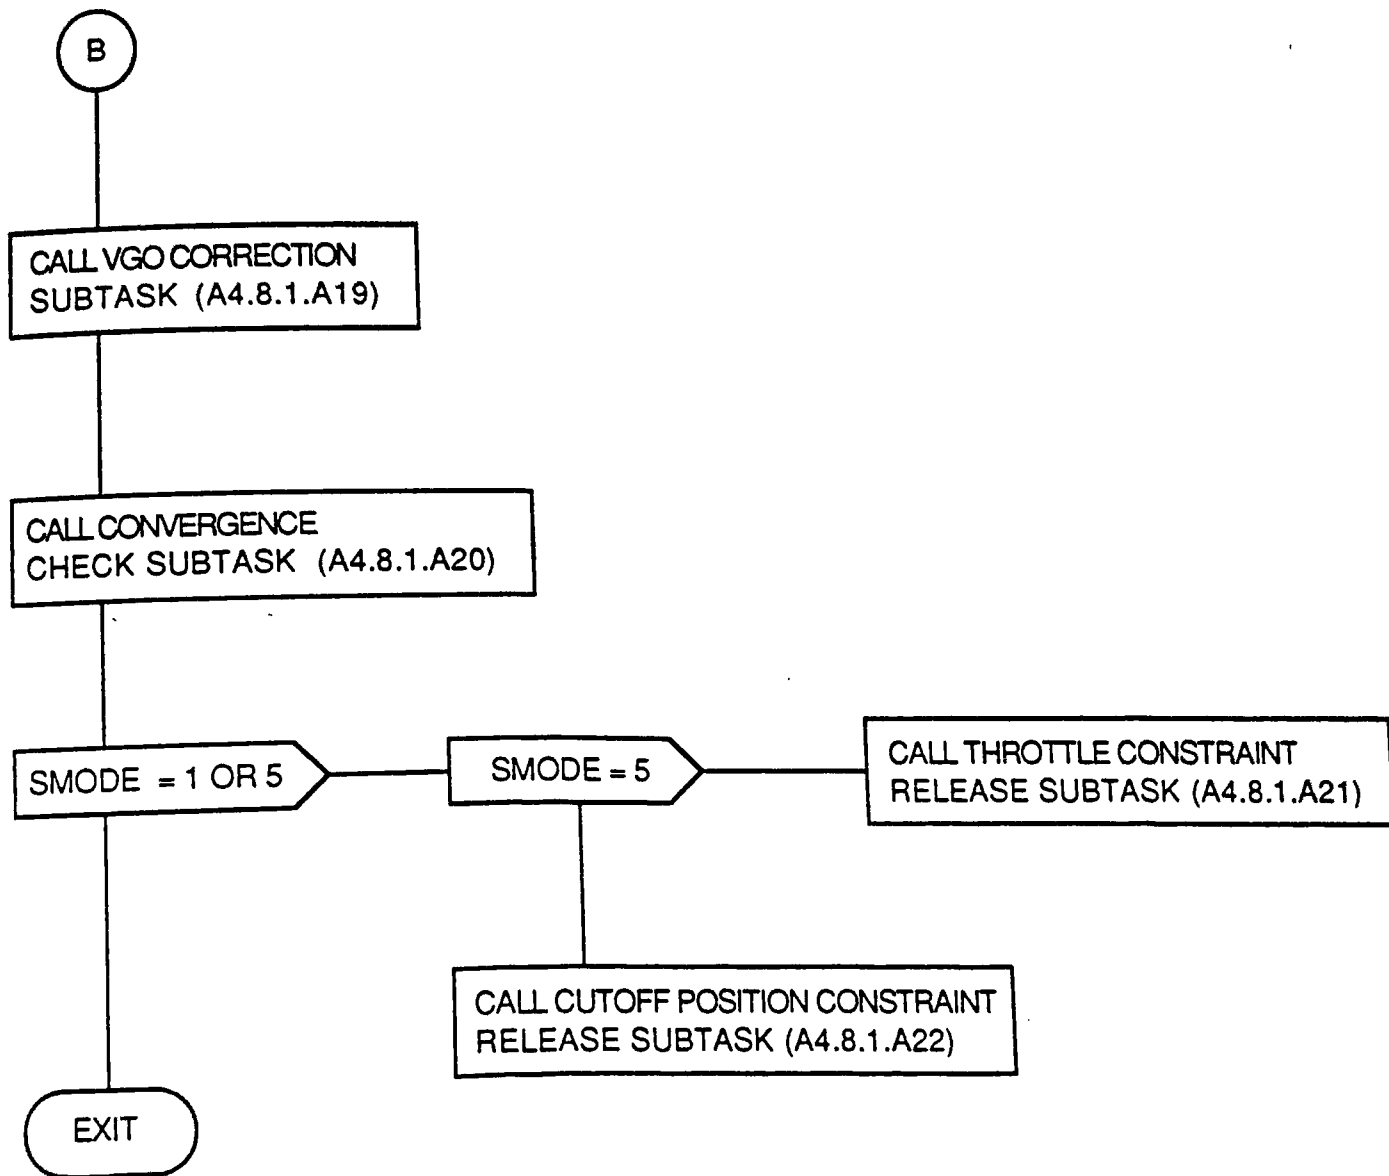 B
CALL VGO CORRECTION
SUBTASK (A4.8.1.A19)
CALL CONVERGENCE
CHECK SUBTASK (A4.8.1.A20)
SMODE = 1 OR 5
SMODE = 5
CALL THROTTLE CONSTRAINT
RELEASE SUBTASK (A4.8.1.A21)
CALL CUTOFF POSITION CONSTRAINT
RELEASE SUBTASK (A4.8.1.A22)
EXIT